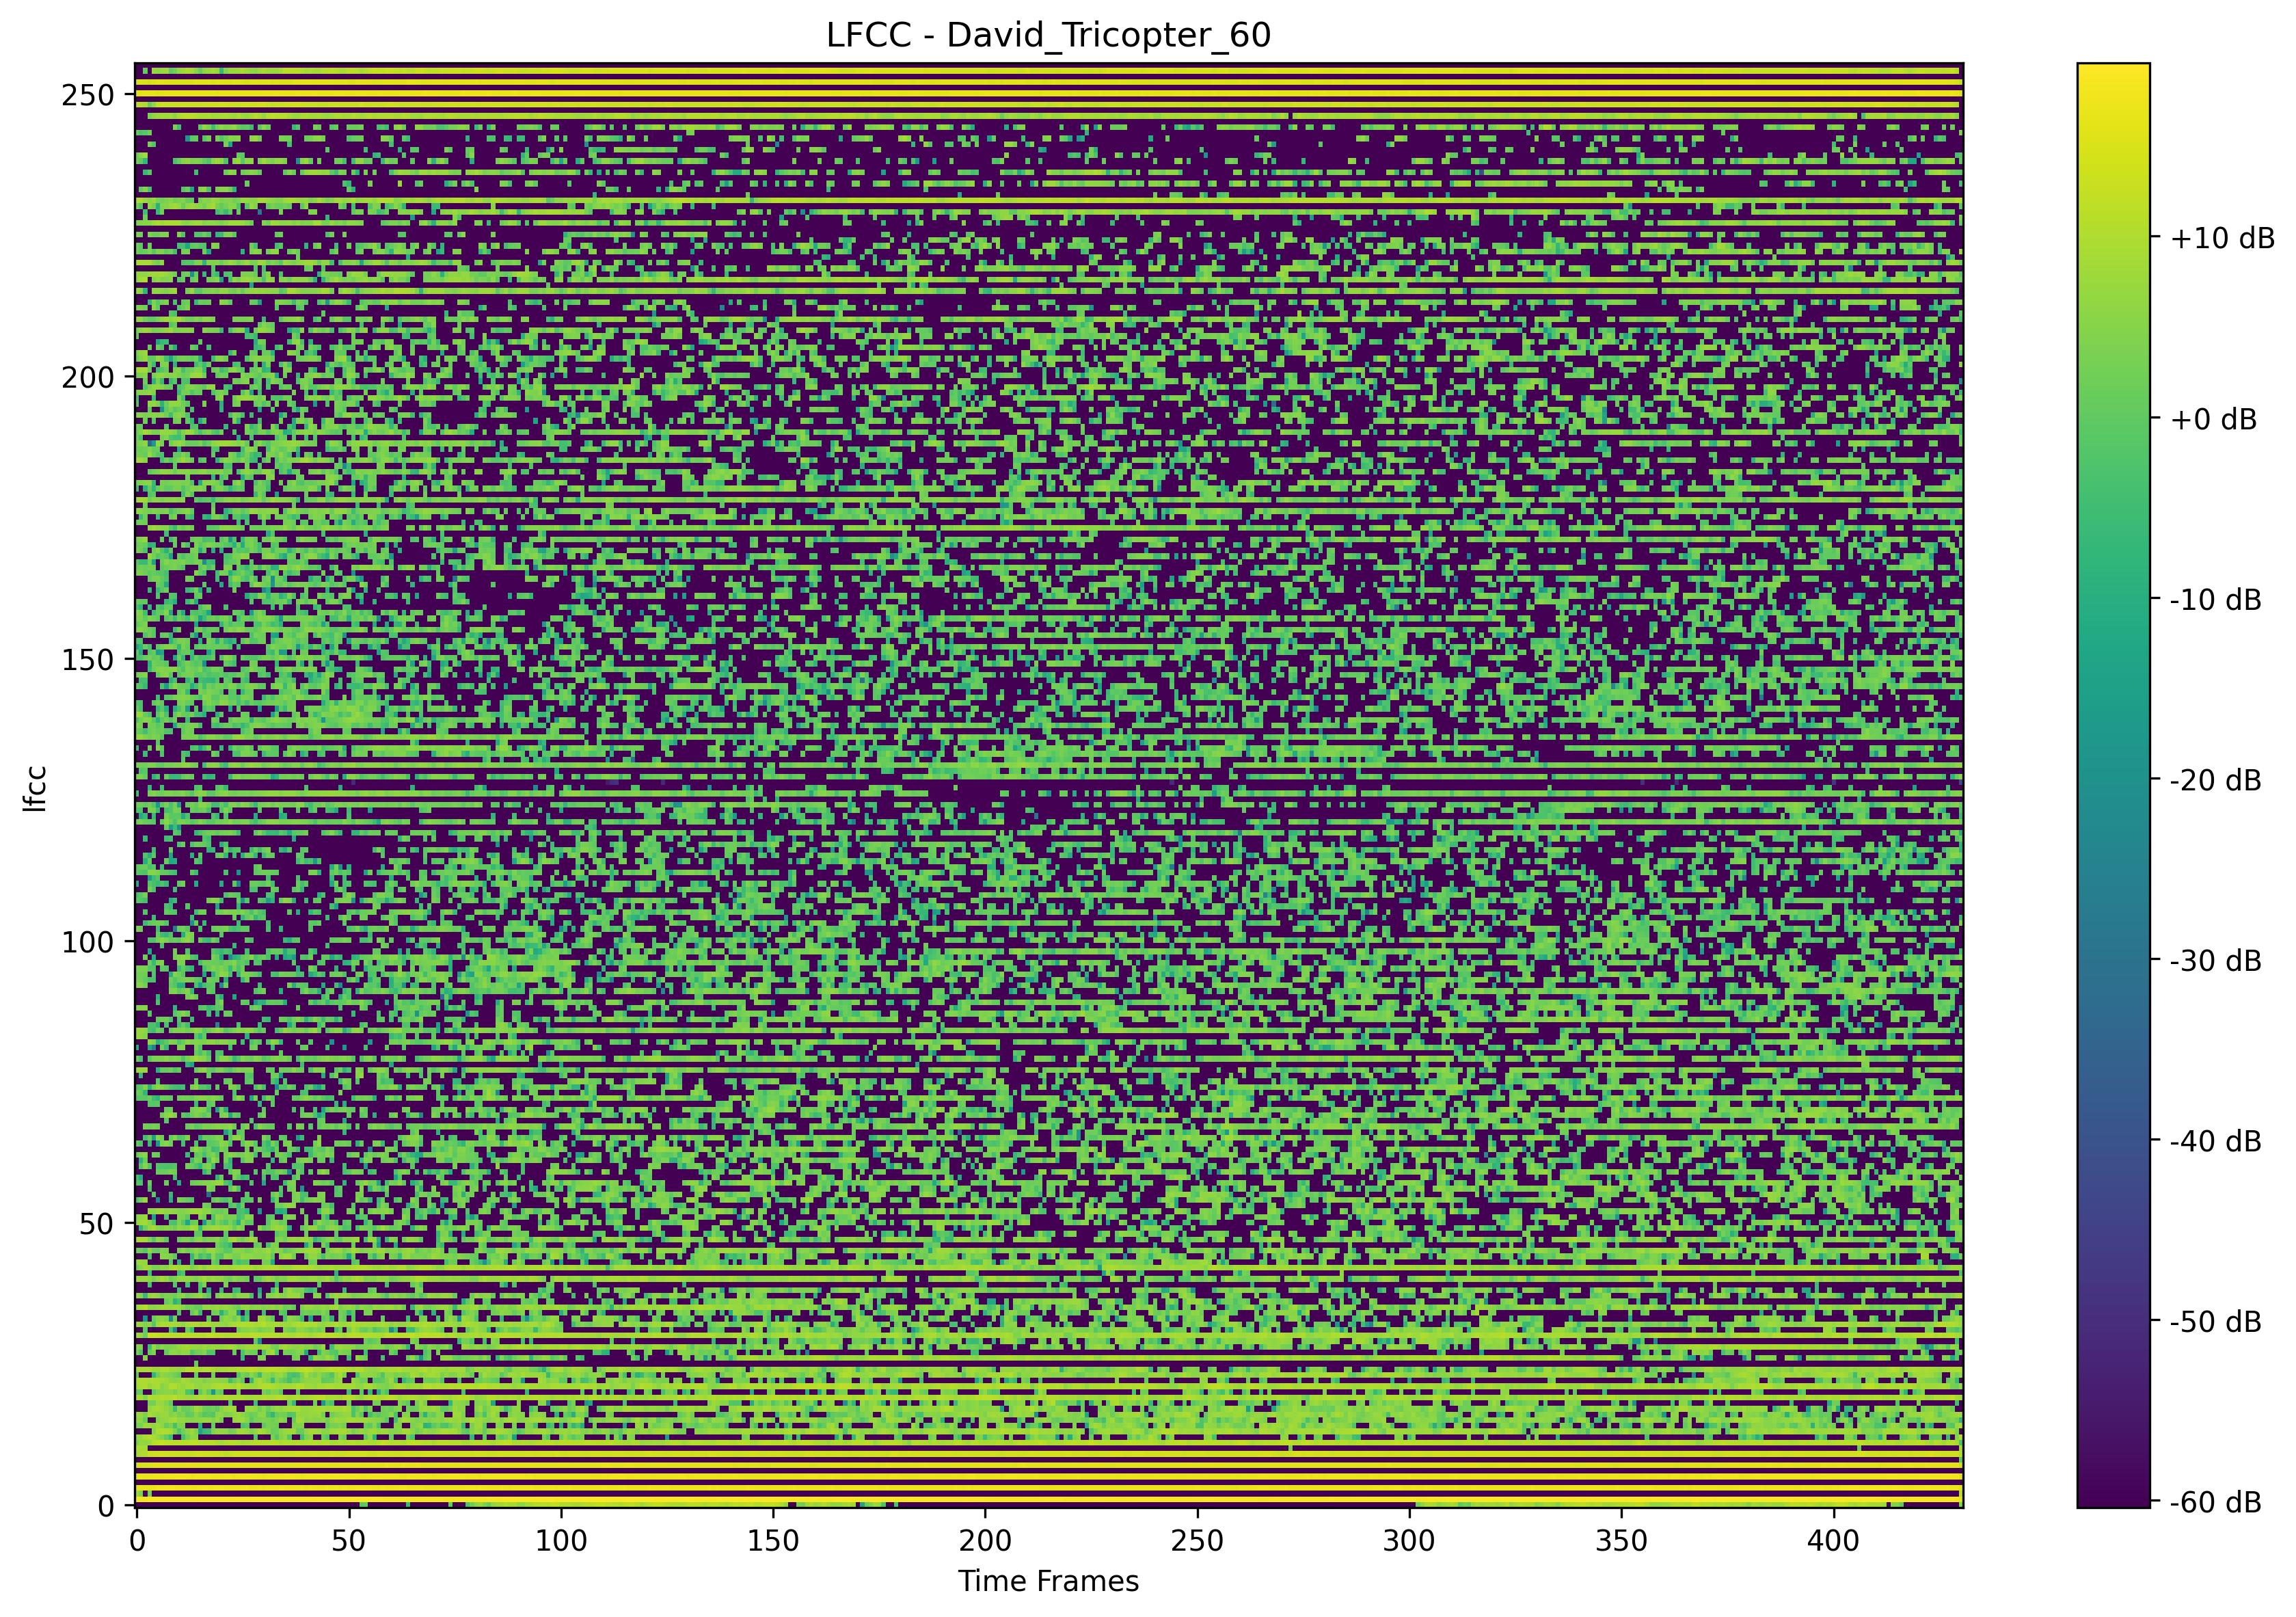 LFCC - David_Tricopter_60
lfcc
250
200
150
100
50
0
0 50 100 150 200 250 300 350 400
Time Frames
+10 dB
+0 dB
-10 dB
-20 dB
-30 dB
-40 dB
-50 dB
-60 dB